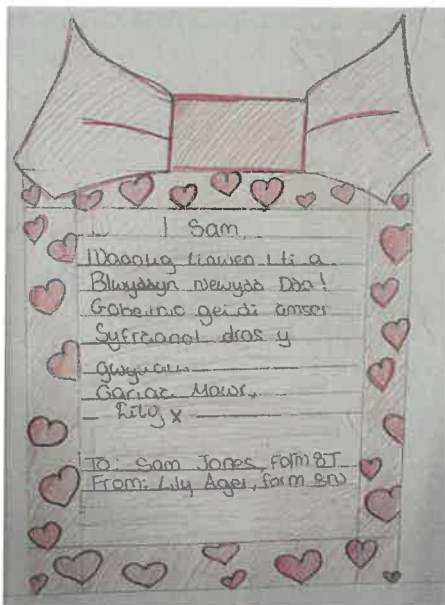 I Sam,
Nadolig Llawen i ti a
Blwyddyn Newydd Dda!
Gobeithio gei di amser
Syfrdanol dros y
gwyliau
Cariad Mawr,
Lily x
To: Sam Jones, form 8T
From: Lily Ager, form 8N